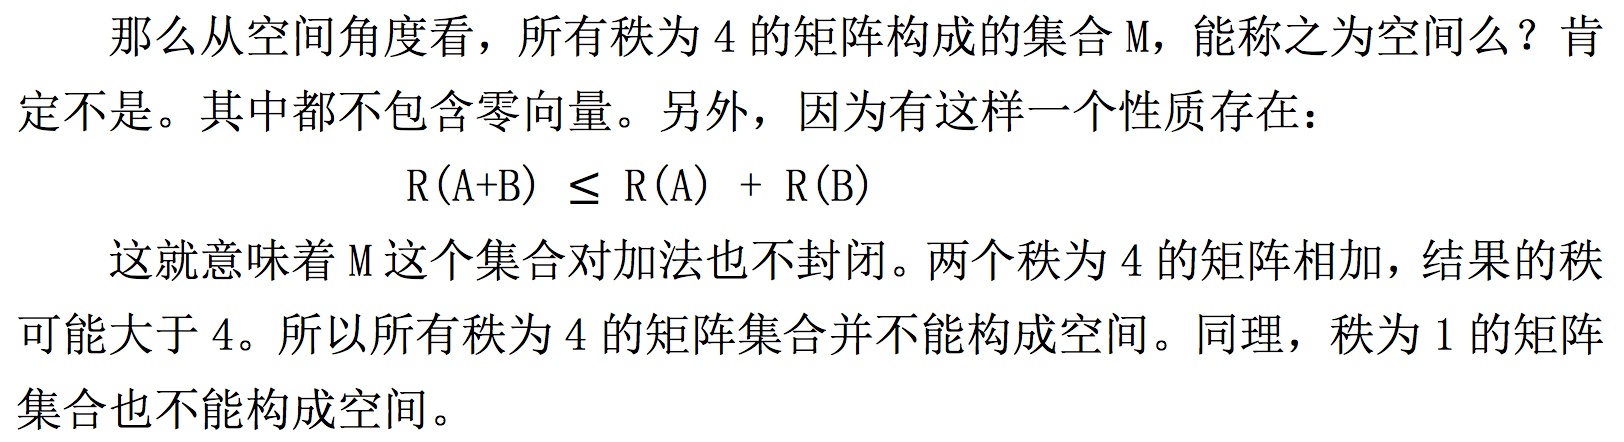 那么从空间角度看，所有秩为 4 的矩阵构成的集合 M，能称之为空间么？肯
定不是。其中都不包含零向量。另外，因为有这样一个性质存在：
R(A+B) ≤ R(A) + R(B)
这就意味着 M 这个集合对加法也不封闭。两个秩为 4 的矩阵相加，结果的秩
可能大于 4。所以所有秩为 4 的矩阵集合并不能构成空间。同理，秩为 1 的矩阵
集合也不能构成空间。